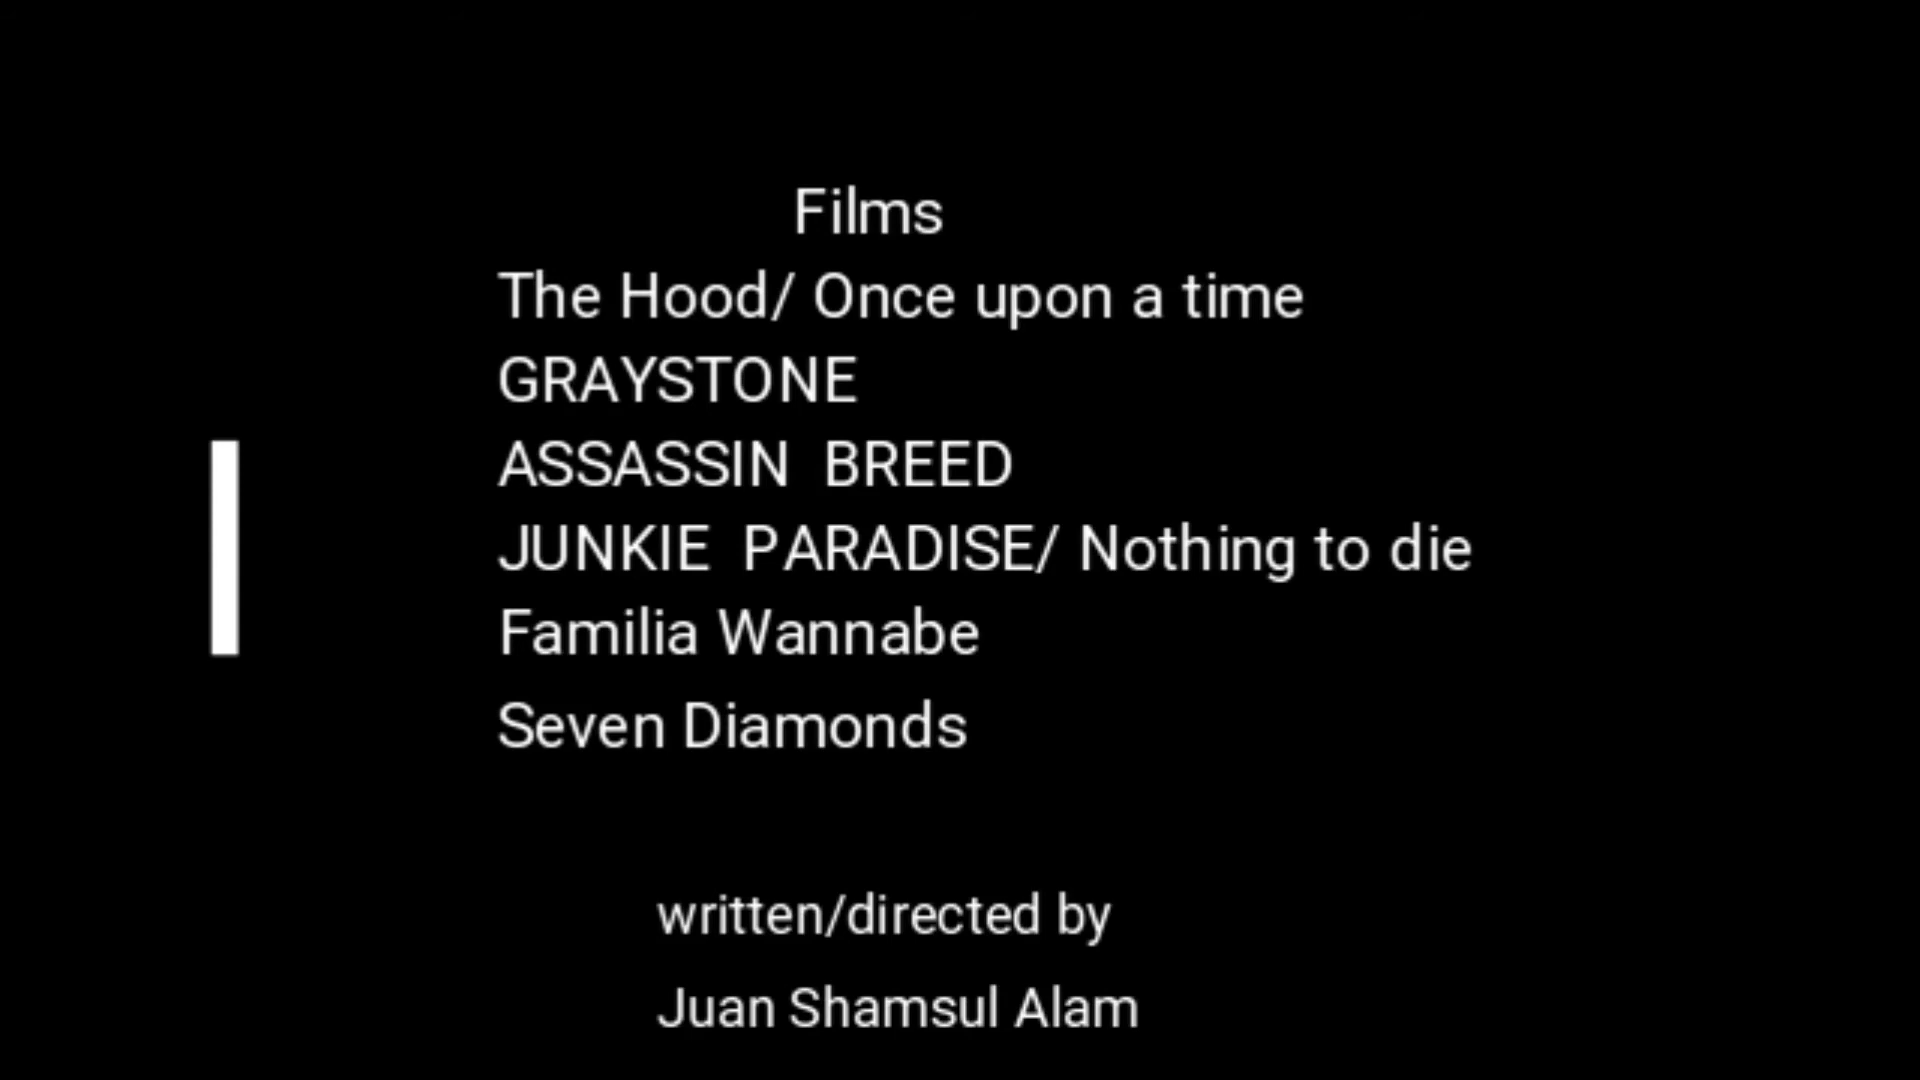 Films
The Hood/ Once upon a time
GRAYSTONE
ASSASSIN BREED
JUNKIE PARADISE/ Nothing to die
Familia Wannabe
Seven Diamonds
written/directed by
Juan Shamsul Alam